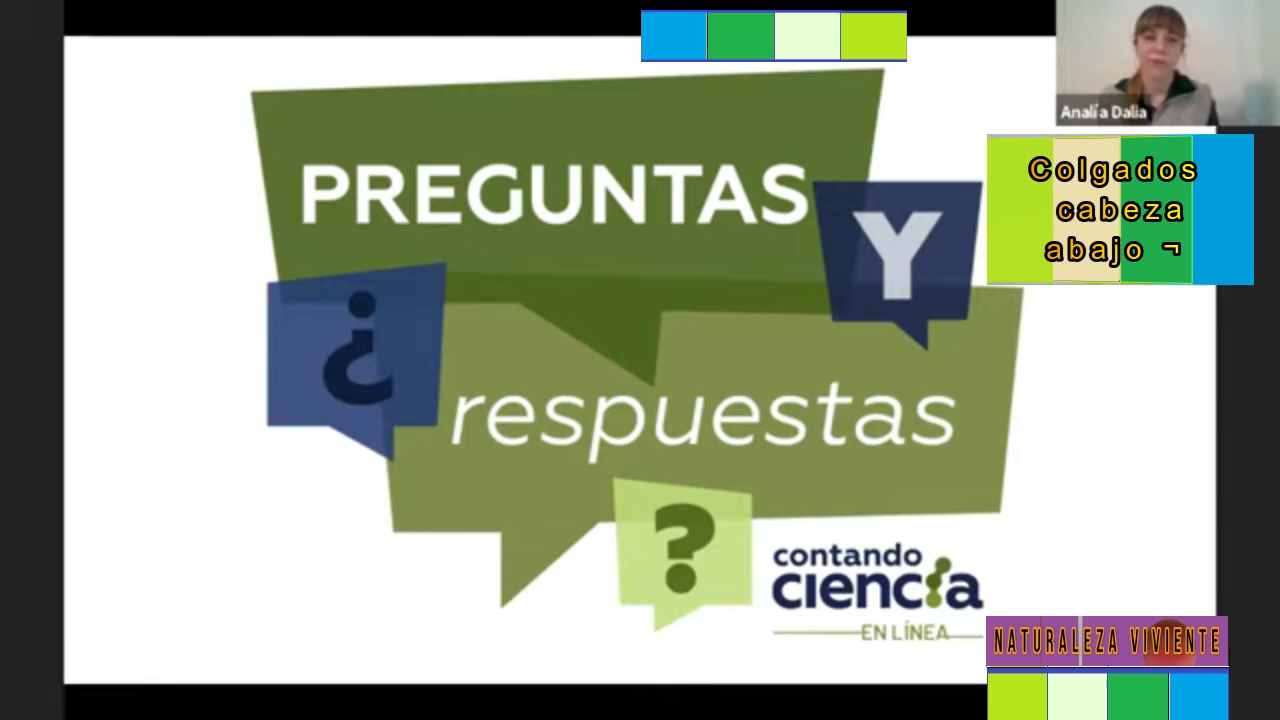 Analía Dalia
Colgados
cabeza
abajo ¬
PREGUNTAS
Y
¿
respuestas
?
contando
ciencia
EN LÍNEA
NATURALEZA VIVIENTE